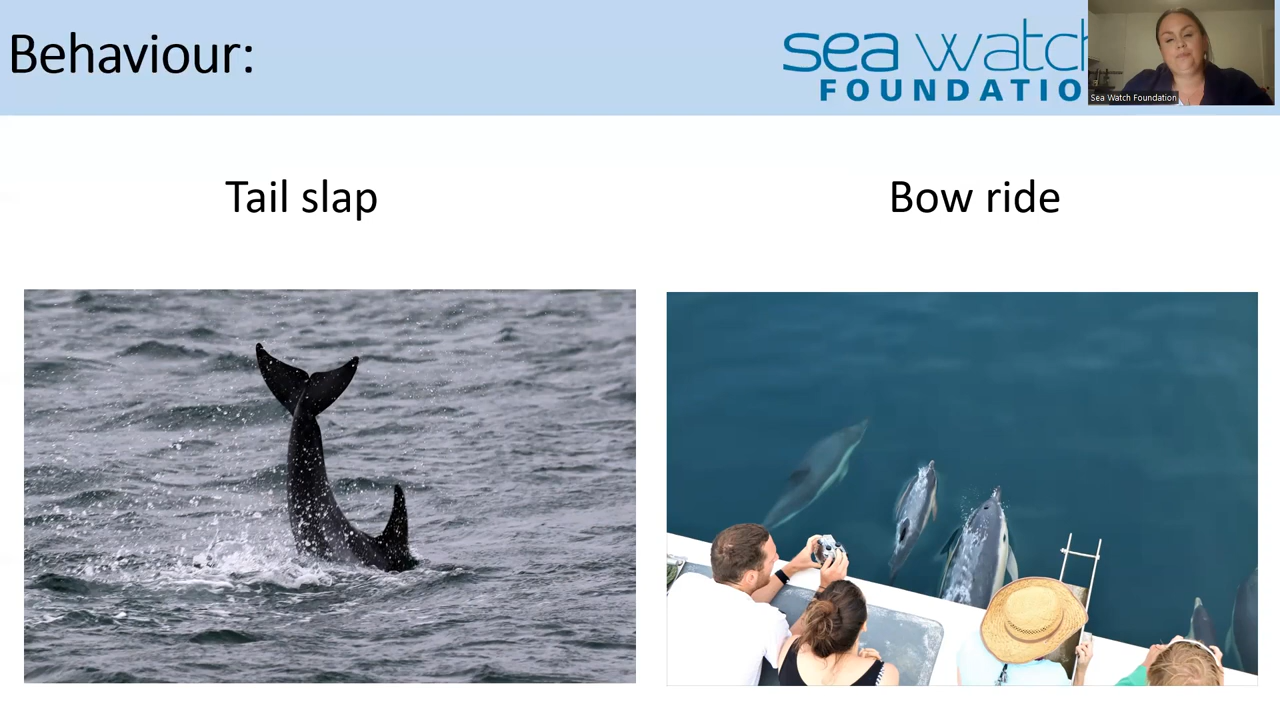 Behaviour:
sea watch
FOUNDATIO
Sea Watch Foundation
Tail slap
Bow ride